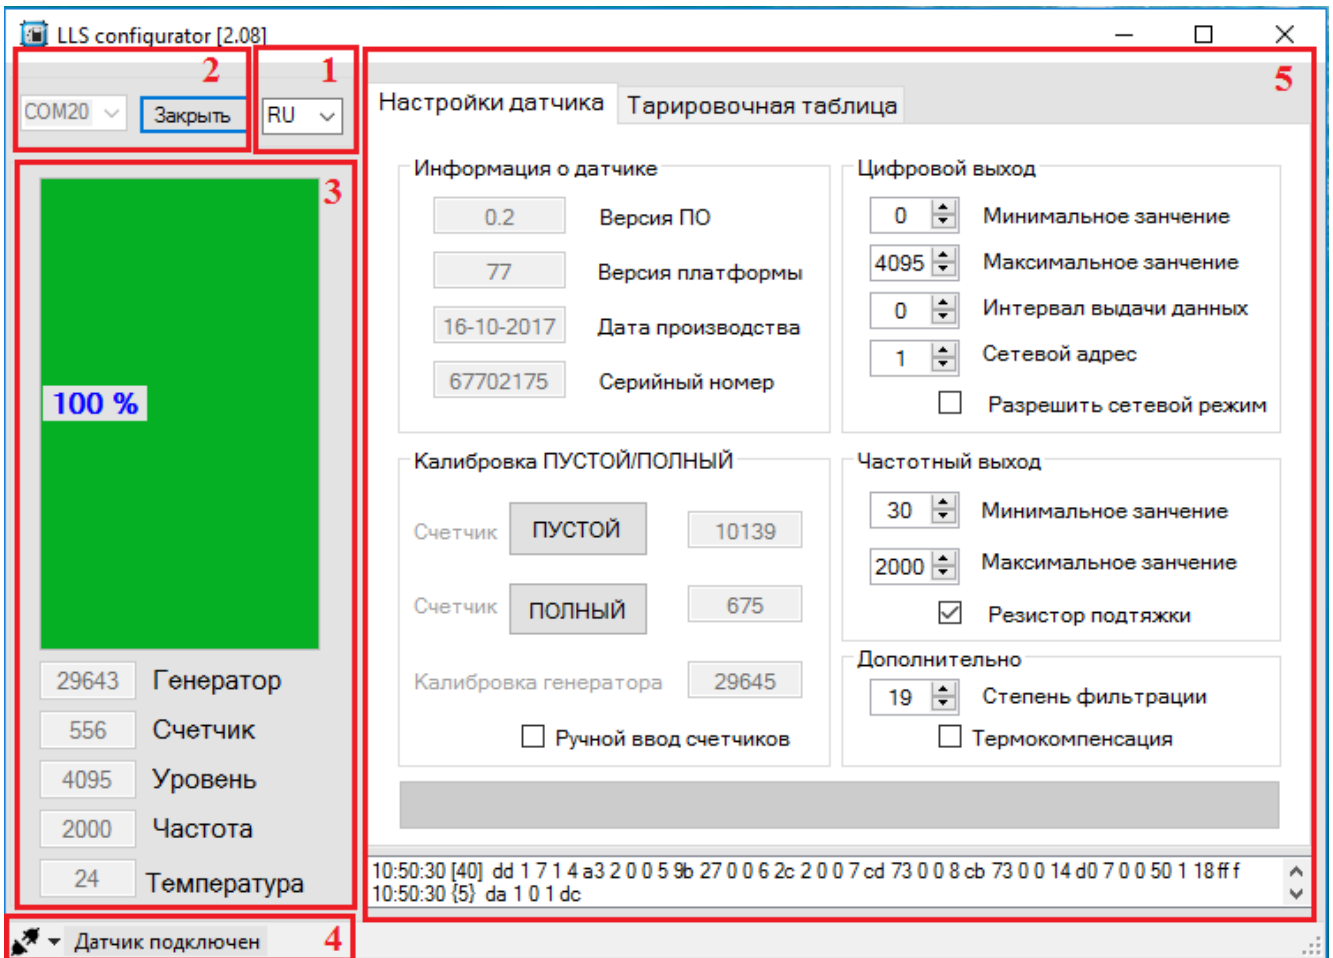 LLS configurator [2.08]
2
1
5
COM20
Закрыть
RU
Настройки датчика
Тарировочная таблица
3
100 %
29643 Генератор
556 Счетчик
4095 Уровень
2000 Частота
24 Температура
Информация о датчике
0.2 Версия ПО
77 Версия платформы
16-10-2017 Дата производства
67702175 Серийный номер
Калибровка ПУСТОЙ/ПОЛНЫЙ
Счетчик ПУСТОЙ 10139
Счетчик ПОЛНЫЙ 675
Калибровка генератора 29645
Ручной ввод счетчиков
Цифровой выход
0 Минимальное занчение
4095 Максимальное занчение
0 Интервал выдачи данных
1 Сетевой адрес
Разрешить сетевой режим
Частотный выход
30 Минимальное занчение
2000 Максимальное занчение
Резистор подтяжки
Дополнительно
19 Степень фильтрации
Термокомпенсация
10:50:30 [40] dd 1 7 1 4 a3 2 0 0 5 9b 27 0 0 6 2c 2 0 0 7 cd 73 0 0 8 cb 73 0 0 14 d0 7 0 0 50 1 18 ff f
10:50:30 {5} da 1 0 1 dc
Датчик подключен
4